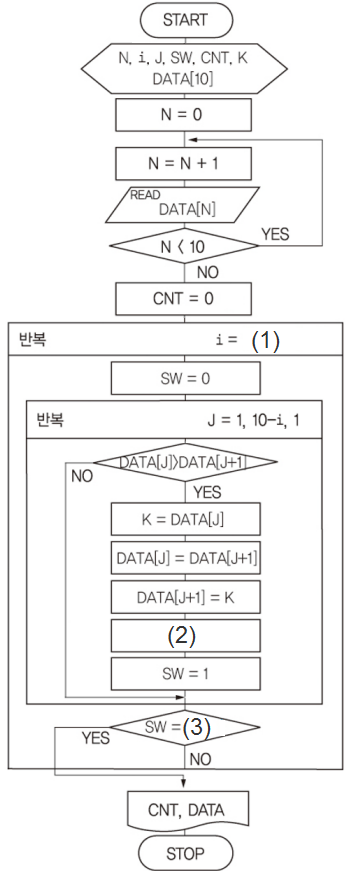 START
N, i, J, SW, CNT, K
DATA[10]
N = 0
N = N + 1
READ
DATA[N]
N < 10
YES
NO
CNT = 0
반복 i = (1)
SW = 0
반복 J = 1, 10-i, 1
DATA[J]>DATA[J+1]
NO
YES
K = DATA[J]
DATA[J] = DATA[J+1]
DATA[J+1] = K
(2)
SW = 1
SW = (3)
YES
NO
CNT, DATA
STOP